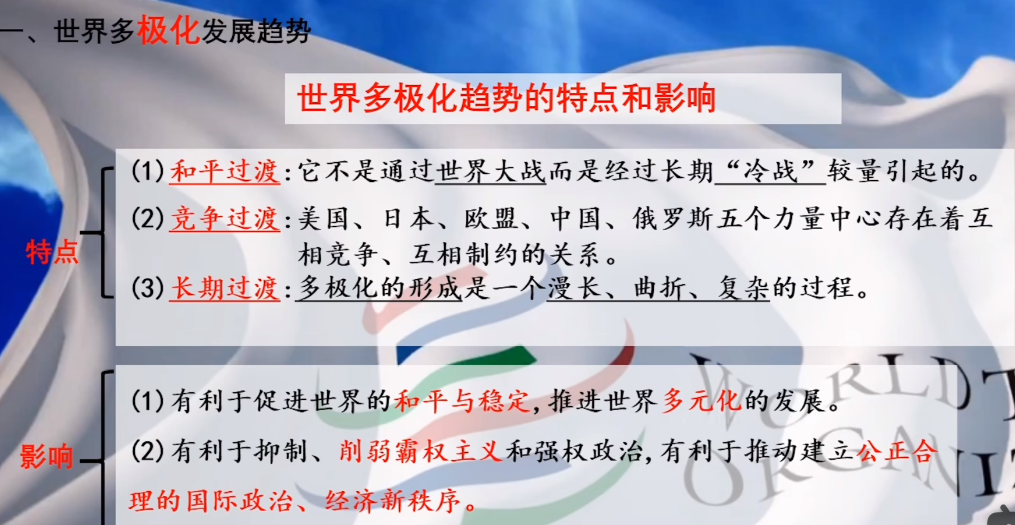 一、世界多极化发展趋势
世界多极化趋势的特点和影响
特点
(1)和平过渡:它不是通过世界大战而是经过长期“冷战”较量引起的。
(2)竞争过渡:美国、日本、欧盟、中国、俄罗斯五个力量中心存在着互
相竞争、互相制约的关系。
(3)长期过渡:多极化的形成是一个漫长、曲折、复杂的过程。
影响
(1)有利于促进世界的和平与稳定,推进世界多元化的发展。
(2)有利于抑制、削弱霸权主义和强权政治,有利于推动建立公正合
理的国际政治、经济新秩序。
WORLD T
ORGANIZ